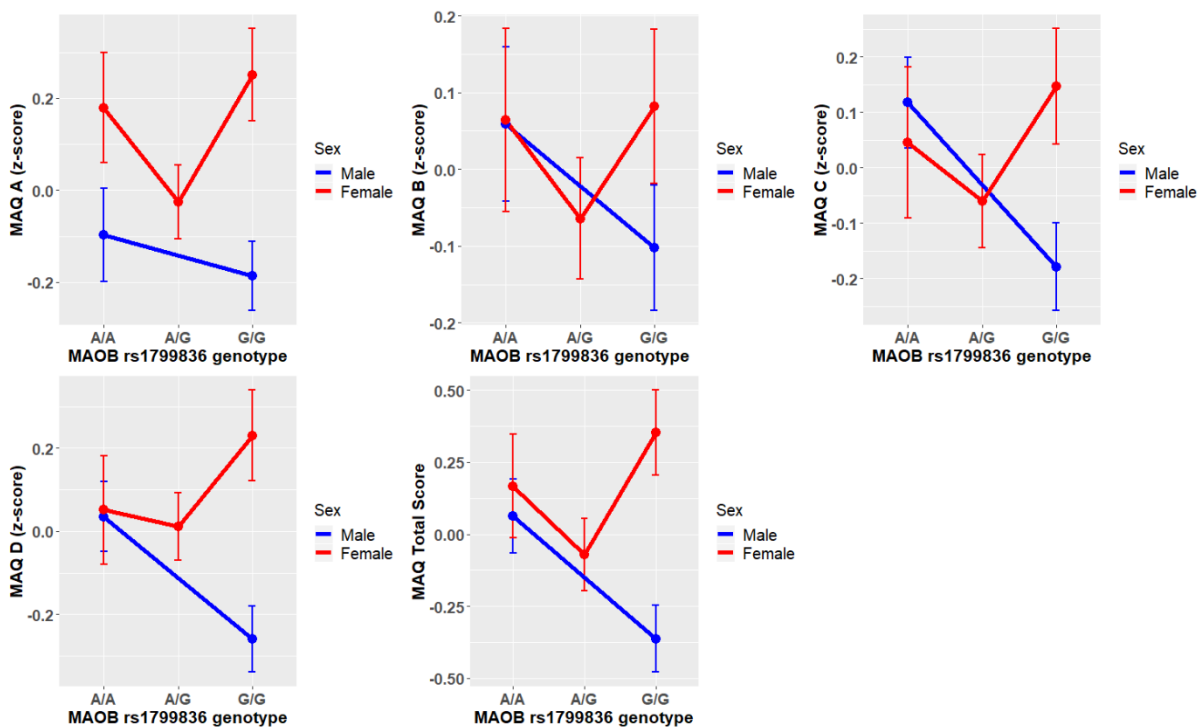 MAQ A (z-score)
0.2
0.0
-0.2
A/A A/G G/G
MAOB rs1799836 genotype
Sex
Male
Female
MAQ B (z-score)
0.2
0.1
0.0
-0.1
-0.2
A/A A/G G/G
MAOB rs1799836 genotype
Sex
Male
Female
MAQ C (z-score)
0.2
0.1
0.0
-0.1
-0.2
A/A A/G G/G
MAOB rs1799836 genotype
Sex
Male
Female
MAQ D (z-score)
0.2
0.0
-0.2
A/A A/G G/G
MAOB rs1799836 genotype
Sex
Male
Female
MAQ Total Score
0.50
0.25
0.00
-0.25
-0.50
A/A A/G G/G
MAOB rs1799836 genotype
Sex
Male
Female